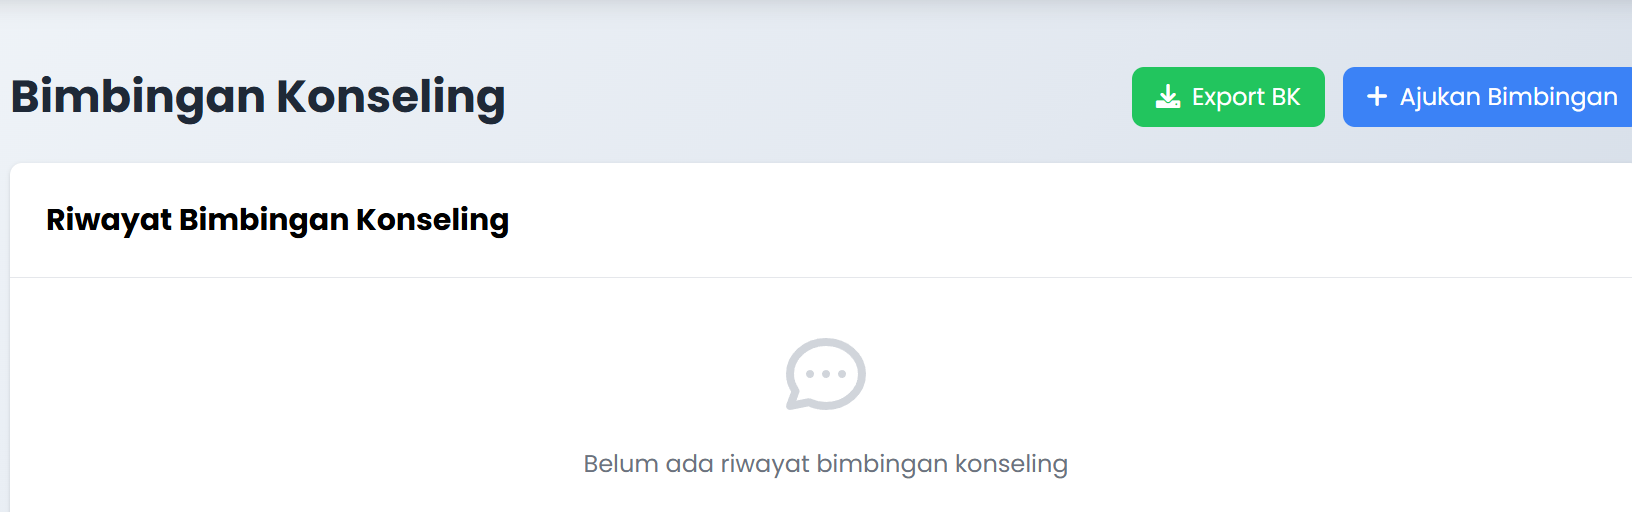 Bimbingan Konseling
Export BK
Ajukan Bimbingan
Riwayat Bimbingan Konseling
Belum ada riwayat bimbingan konseling